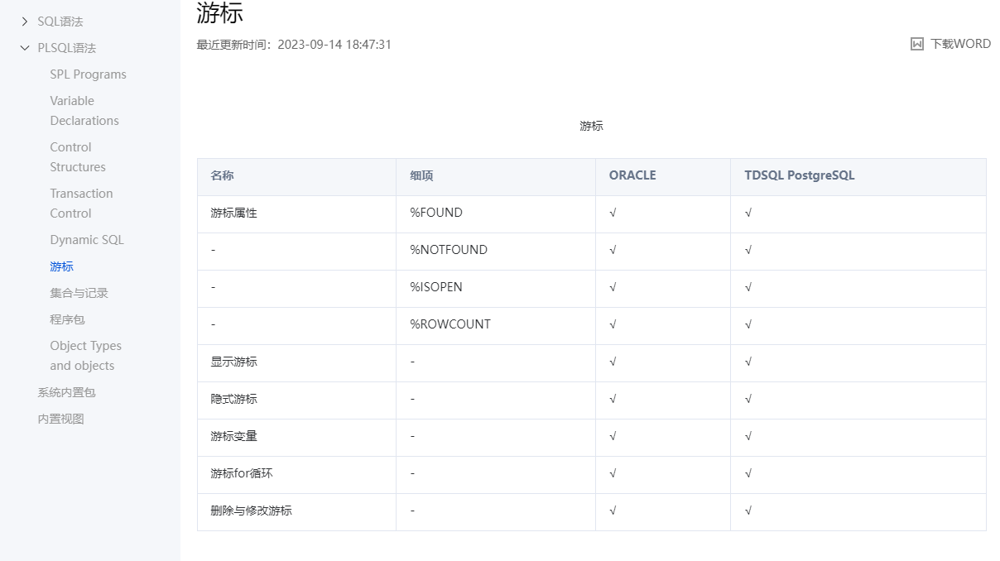 SQL语法
PLSQL语法
SPL Programs
Variable
Declarations
Control
Structures
Transaction
Control
Dynamic SQL
游标
集合与记录
程序包
Object Types
and objects
系统内置包
内置视图
游标
最近更新时间：2023-09-14 18:47:31
下载WORD
游标
名称 细项 ORACLE TDSQL PostgreSQL
游标属性 %FOUND √ √
- %NOTFOUND √ √
- %ISOPEN √ √
- %ROWCOUNT √ √
显示游标 - √ √
隐式游标 - √ √
游标变量 - √ √
游标for循环 - √ √
删除与修改游标 - √ √